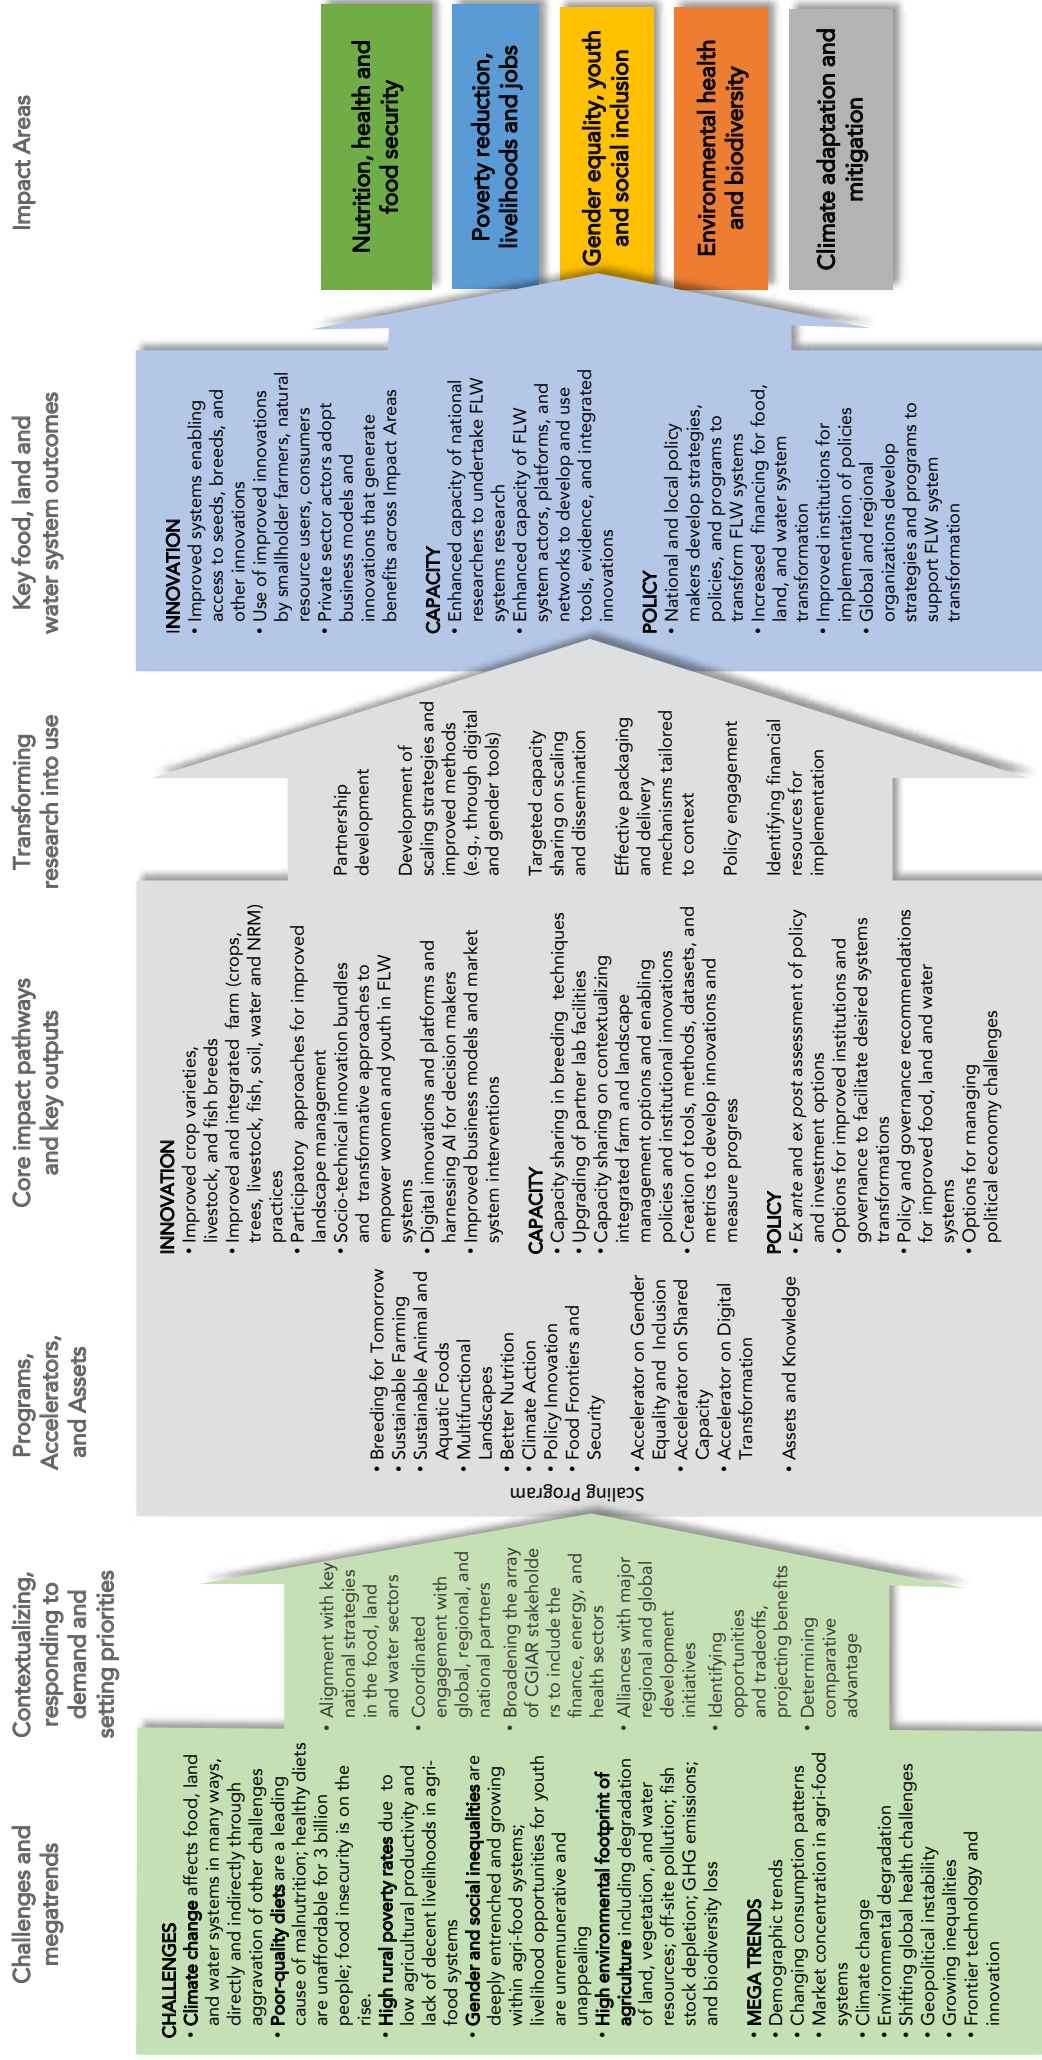 Challenges and
megatrends
Contextualizing,
responding to
demand and
setting priorities
Programs,
Accelerators,
and Assets
Core impact pathways
and key outputs
Transforming
research into use
Key food, land and
water system outcomes
Impact Areas
CHALLENGES
• Climate change affects food, land
and water systems in many ways,
directly and indirectly through
aggravation of other challenges
• Poor-quality diets are a leading
cause of malnutrition; healthy diets
are unaffordable for 3 billion
people; food insecurity is on the
rise.
• High rural poverty rates due to
low agricultural productivity and
lack of decent livelihoods in agri-
food systems
• Gender and social inequalities are
deeply entrenched and growing
within agri-food systems;
livelihood opportunities for youth
are unremunerative and
unappealing
• High environmental footprint of
agriculture including degradation
of land, vegetation, and water
resources; off-site pollution; fish
stock depletion; GHG emissions;
and biodiversity loss
• MEGA TRENDS
• Demographic trends
• Changing consumption patterns
• Market concentration in agri-food
systems
• Climate change
• Environmental degradation
• Shifting global health challenges
• Geopolitical instability
• Growing inequalities
• Frontier technology and
innovation
• Alignment with key
national strategies
in the food, land
and water sectors
• Coordinated
engagement with
global, regional, and
national partners
• Broadening the array
of CGIAR stakeholde
rs to include the
finance, energy, and
health sectors
• Alliances with major
regional and global
development
initiatives
• Identifying
opportunities
and tradeoffs,
projecting benefits
• Determining
comparative
advantage
Scaling Program
• Breeding for Tomorrow
• Sustainable Farming
• Sustainable Animal and
Aquatic Foods
• Multifunctional
Landscapes
• Better Nutrition
• Climate Action
• Policy Innovation
• Food Frontiers and
Security
• Accelerator on Gender
Equality and Inclusion
• Accelerator on Shared
Capacity
• Accelerator on Digital
Transformation
• Assets and Knowledge
INNOVATION
• Improved crop varieties,
livestock, and fish breeds
• Improved and integrated farm (crops,
trees, livestock, fish, soil, water and NRM)
practices
• Participatory approaches for improved
landscape management
• Socio-technical innovation bundles
and transformative approaches to
empower women and youth in FLW
systems
• Digital innovations and platforms and
harnessing AI for decision makers
• Improved business models and market
system interventions
CAPACITY
• Capacity sharing in breeding techniques
• Upgrading of partner lab facilities
• Capacity sharing on contextualizing
integrated farm and landscape
management options and enabling
policies and institutional innovations
• Creation of tools, methods, datasets, and
metrics to develop innovations and
measure progress
POLICY
• Ex ante and ex post assessment of policy
and investment options
• Options for improved institutions and
governance to facilitate desired systems
transformations
• Policy and governance recommendations
for improved food, land and water
systems
• Options for managing
political economy challenges
Partnership
development
Development of
scaling strategies and
improved methods
(e.g., through digital
and gender tools)
Targeted capacity
sharing on scaling
and dissemination
Effective packaging
and delivery
mechanisms tailored
to context
Policy engagement
Identifying financial
resources for
implementation
INNOVATION
• Improved systems enabling
access to seeds, breeds, and
other innovations
• Use of improved innovations
by smallholder farmers, natural
resource users, consumers
• Private sector actors adopt
business models and
innovations that generate
benefits across Impact Areas
CAPACITY
• Enhanced capacity of national
researchers to undertake FLW
systems research
• Enhanced capacity of FLW
system actors, platforms, and
networks to develop and use
tools, evidence, and integrated
innovations
POLICY
• National and local policy
makers develop strategies,
policies, and programs to
transform FLW systems
• Increased financing for food,
land, and water system
transformation
• Improved institutions for
implementation of policies
• Global and regional
organizations develop
strategies and programs to
support FLW system
transformation
Nutrition, health and
food security
Poverty reduction,
livelihoods and jobs
Gender equality, youth
and social inclusion
Environmental health
and biodiversity
Climate adaptation and
mitigation